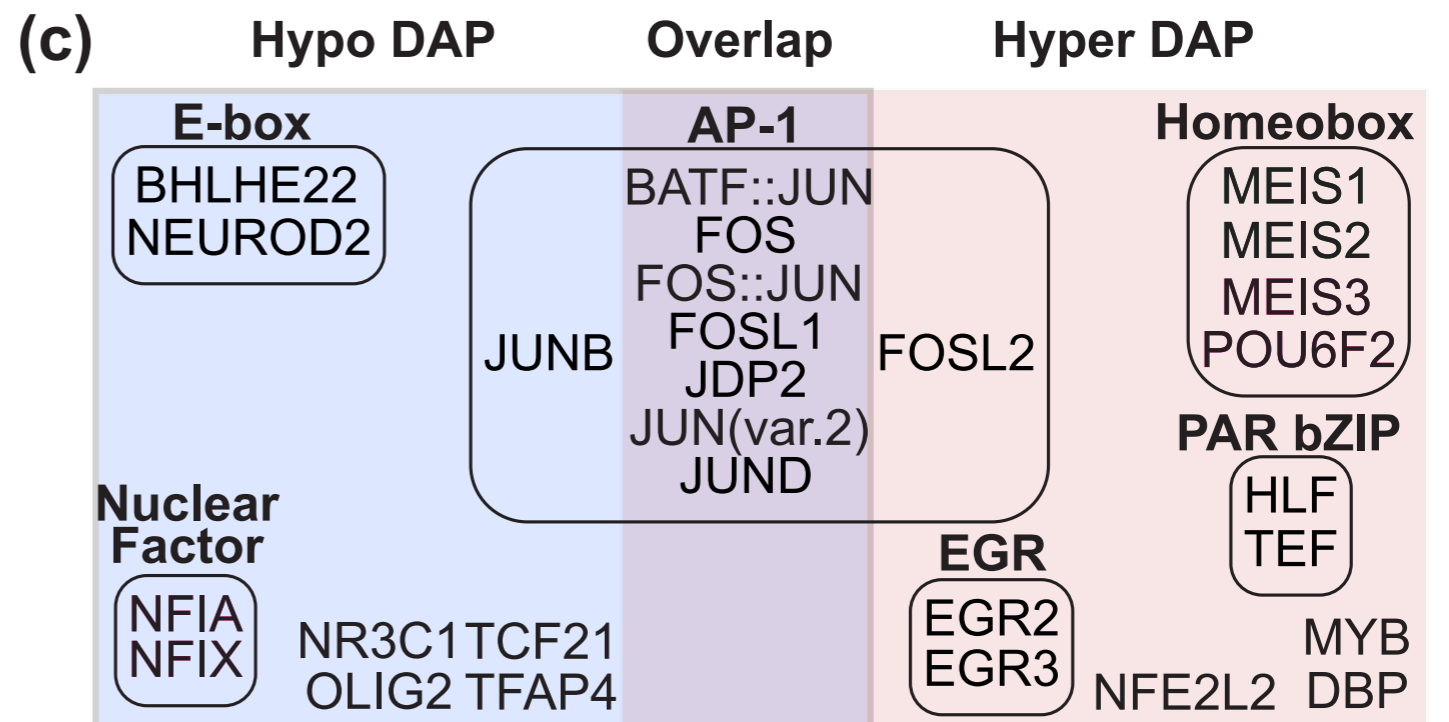 (c)
Hypo DAP
Overlap
Hyper DAP
E-box
BHLHE22
NEUROD2
AP-1
BATF::JUN
FOS
FOS::JUN
FOSL1
JDP2
JUN(var.2)
JUND
JUNB
FOSL2
Homeobox
MEIS1
MEIS2
MEIS3
POU6F2
PAR bZIP
HLF
TEF
Nuclear
Factor
NFIA
NFIX
NR3C1 TCF21
OLIG2 TFAP4
EGR
EGR2
EGR3
NFE2L2
MYB
DBP